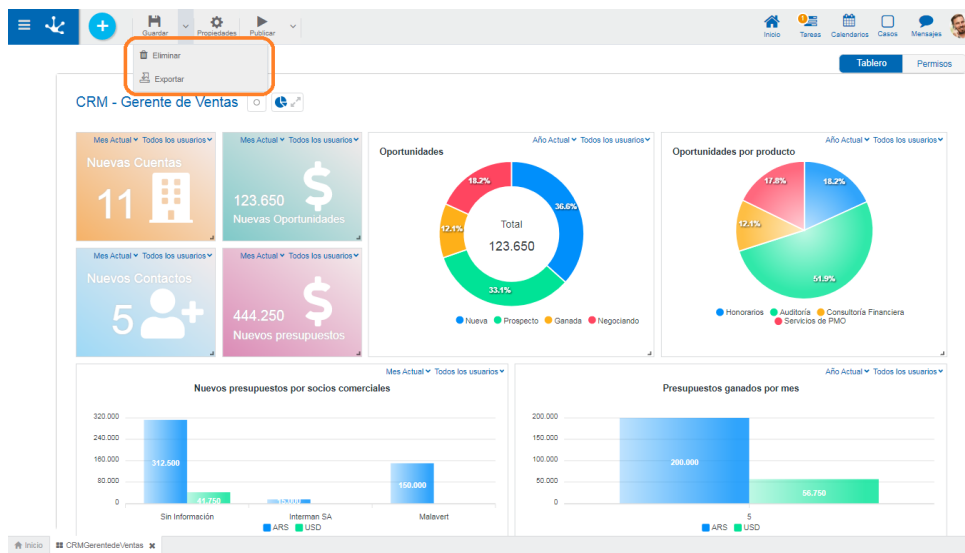 Guardar Propiedades Publicar Inicio Tareas Calendarios Casos Mensajes
Eliminar
Exportar
Tablero Permisos
CRM - Gerente de Ventas
Mes Actual Todos los usuarios
Nuevas Cuentas
11
Mes Actual Todos los usuarios
123.650
Nuevas Oportunidades
Mes Actual Todos los usuarios
Nuevos Contactos
5
Mes Actual Todos los usuarios
444.250
Nuevos presupuestos
Año Actual Todos los usuarios
Oportunidades
18.2%
36.6%
12.1%
33.1%
Total
123.650
Nueva Prospecto Ganada Negociando
Año Actual Todos los usuarios
Oportunidades por producto
17.8%
18.2%
12.1%
51.9%
Honorarios Auditoría Consultoría Financiera
Servicios de PMO
Mes Actual Todos los usuarios
Nuevos presupuestos por socios comerciales
320.000
240.000
160.000
80.000
0
312.500
41.750
15.000
150.000
Sin Información Interman SA Malavert
ARS USD
Año Actual Todos los usuarios
Presupuestos ganados por mes
200.000
150.000
100.000
50.000
0
200.000
56.750
5
ARS USD
Inicio CRMGerentedeVentas